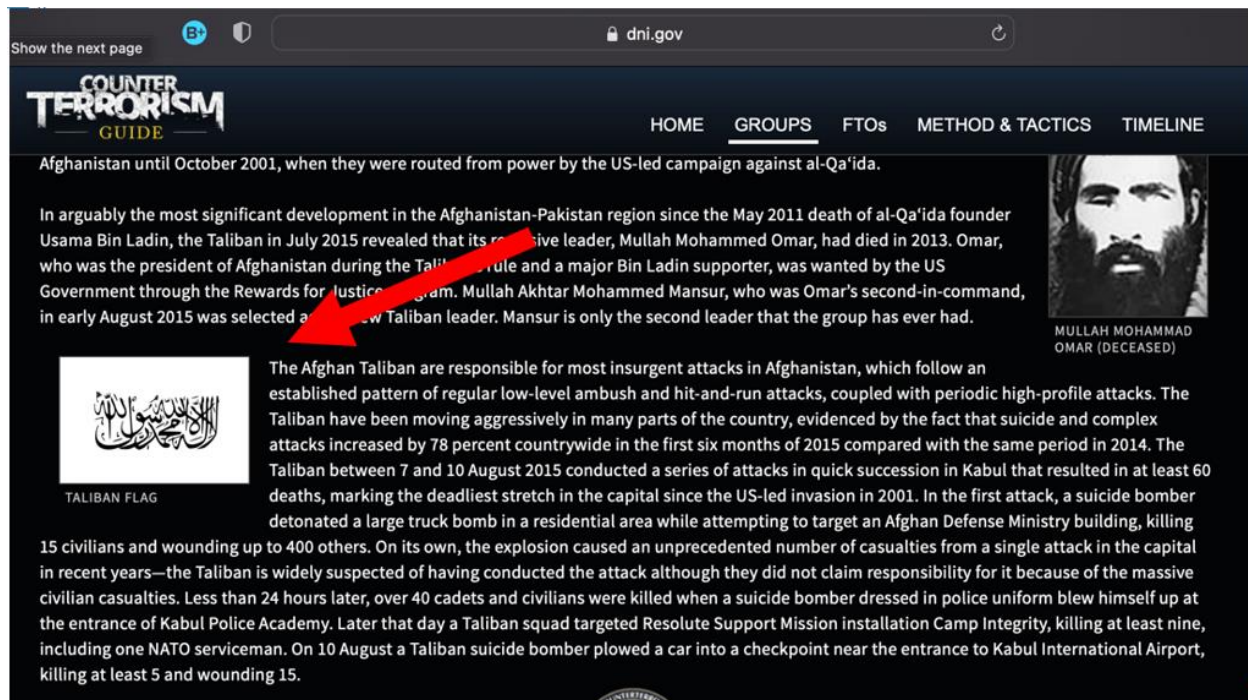 Show the next page
B+
dni.gov
COUNTER
TERRORISM
GUIDE
HOME GROUPS FTOs METHOD & TACTICS TIMELINE
Afghanistan until October 2001, when they were routed from power by the US-led campaign against al-Qa‘ida.
In arguably the most significant development in the Afghanistan-Pakistan region since the May 2011 death of al-Qa‘ida founder
Usama Bin Ladin, the Taliban in July 2015 revealed that its leader, Mullah Mohammed Omar, had died in 2013. Omar,
who was the president of Afghanistan during the rule and a major Bin Ladin supporter, was wanted by the US
Government through the Rewards for Justice Mullah Akhtar Mohammed Mansur, who was Omar’s second-in-command,
in early August 2015 was selected Taliban leader. Mansur is only the second leader that the group has ever had.
MULLAH MOHAMMAD
OMAR (DECEASED)
لا اله الا الله محمد رسول الله
TALIBAN FLAG
The Afghan Taliban are responsible for most insurgent attacks in Afghanistan, which follow an
established pattern of regular low-level ambush and hit-and-run attacks, coupled with periodic high-profile attacks. The
Taliban have been moving aggressively in many parts of the country, evidenced by the fact that suicide and complex
attacks increased by 78 percent countrywide in the first six months of 2015 compared with the same period in 2014. The
Taliban between 7 and 10 August 2015 conducted a series of attacks in quick succession in Kabul that resulted in at least 60
deaths, marking the deadliest stretch in the capital since the US-led invasion in 2001. In the first attack, a suicide bomber
detonated a large truck bomb in a residential area while attempting to target an Afghan Defense Ministry building, killing
15 civilians and wounding up to 400 others. On its own, the explosion caused an unprecedented number of casualties from a single attack in the capital
in recent years—the Taliban is widely suspected of having conducted the attack although they did not claim responsibility for it because of the massive
civilian casualties. Less than 24 hours later, over 40 cadets and civilians were killed when a suicide bomber dressed in police uniform blew himself up at
the entrance of Kabul Police Academy. Later that day a Taliban squad targeted Resolute Support Mission installation Camp Integrity, killing at least nine,
including one NATO serviceman. On 10 August a Taliban suicide bomber plowed a car into a checkpoint near the entrance to Kabul International Airport,
killing at least 5 and wounding 15.